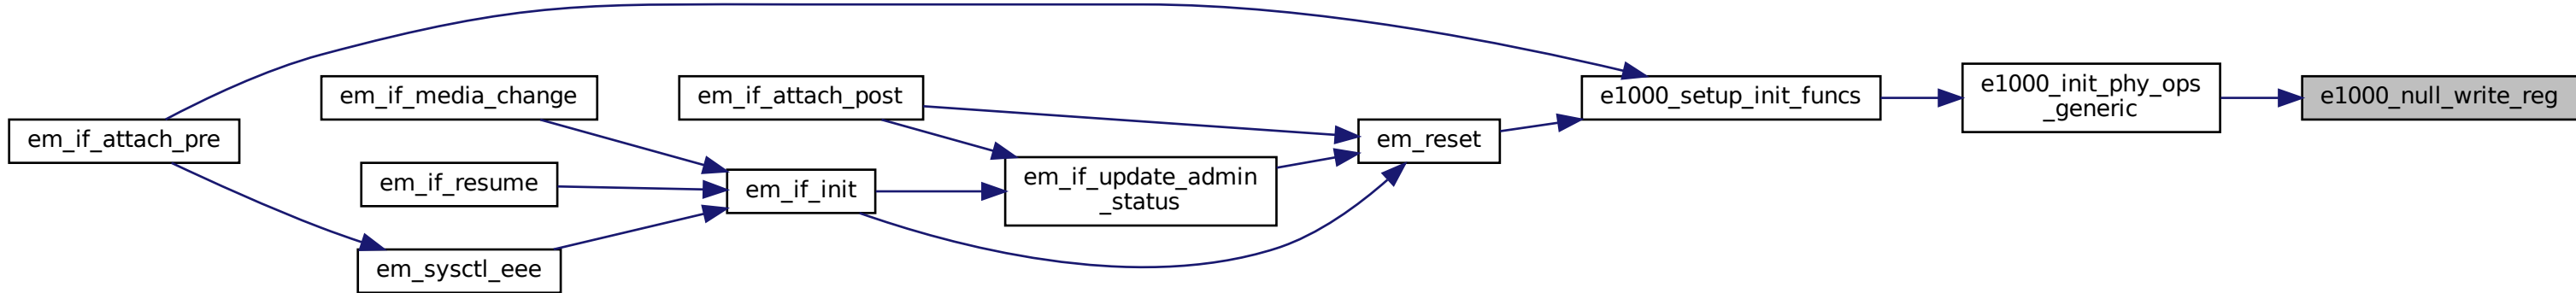 em_if_attach_pre
em_if_media_change
em_if_resume
em_sysctl_eee
em_if_attach_post
em_if_init
em_if_update_admin
_status
em_reset
e1000_setup_init_funcs
e1000_init_phy_ops
_generic
e1000_null_write_reg